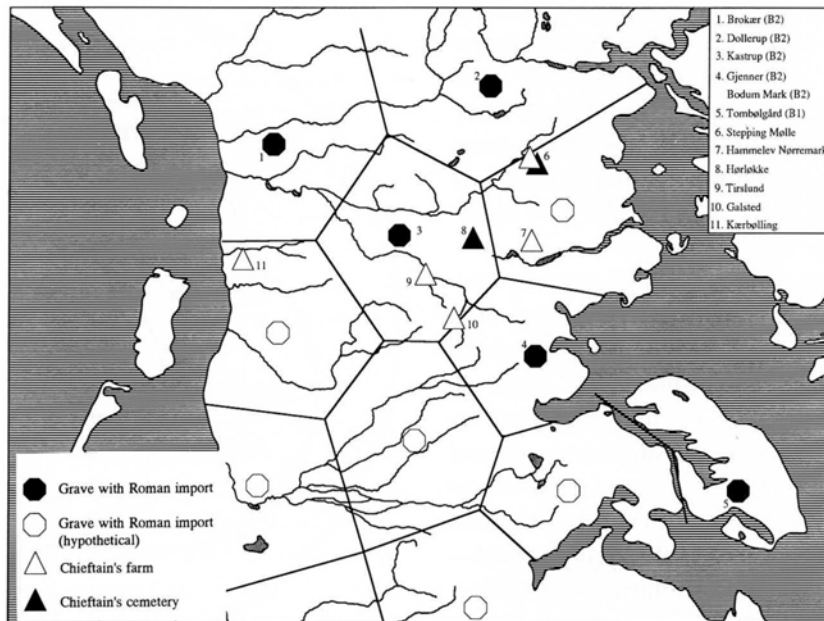 1. Brokær (B2)
2. Dollerup (B2)
3. Kastrup (B2)
4. Gjenner (B2)
Bodum Mark (B2)
5. Tombølgård (B1)
6. Stepping Mølle
7. Hammelev Nørremark
8. Hørløkke
9. Tirslund
10. Galsted
11. Kærbølling
2
1
6
3
8
7
11
9
10
4
5
Grave with Roman import
Grave with Roman import
(hypothetical)
Chieftain's farm
Chieftain's cemetery